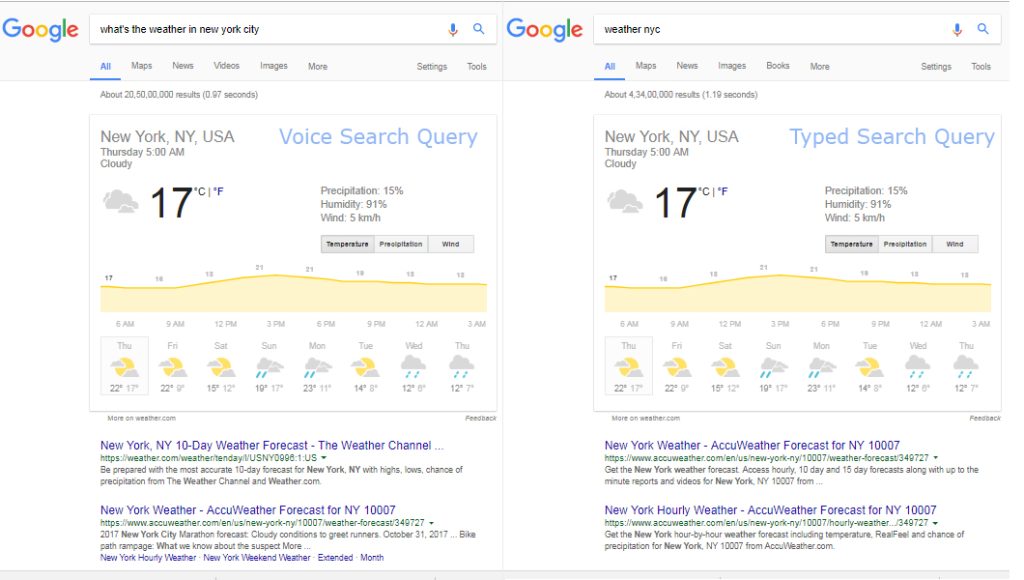 Google
what's the weather in new york city
All Maps News Videos Images More Settings Tools
About 20,50,00,000 results (0.97 seconds)
New York, NY, USA
Voice Search Query
Thursday 5:00 AM
Cloudy
17 °C | °F
Precipitation: 15%
Humidity: 91%
Wind: 5 km/h
Temperature Precipitation Wind
17 16 18 21 21 19 18 18
6 AM 9 AM 12 PM 3 PM 6 PM 9 PM 12 AM 3 AM
Thu Fri Sat Sun Mon Tue Wed Thu
22° 17° 22° 9° 15° 12° 19° 17° 23° 11° 14° 8° 12° 6° 12° 7°
More on weather.com Feedback
New York, NY 10-Day Weather Forecast - The Weather Channel ...
https://weather.com/weather/tenday/l/USNY0996:1:US
Be prepared with the most accurate 10-day forecast for New York, NY with highs, lows, chance of
precipitation from The Weather Channel and Weather.com.
New York Weather - AccuWeather Forecast for NY 10007
https://www.accuweather.com/en/us/new-york-ny/10007/weather-forecast/349727
2017 New York City Marathon forecast: Cloudy conditions to greet runners. October 31, 2017 ... Bike
path rampage: What we know about the suspect More ...
New York Hourly Weather · New York Weekend Weather · Extended · Month
Google
weather nyc
All Maps News Images Books More Settings Tools
About 4,34,00,000 results (1.19 seconds)
New York, NY, USA
Typed Search Query
Thursday 5:00 AM
Cloudy
17 °C | °F
Precipitation: 15%
Humidity: 91%
Wind: 5 km/h
Temperature Precipitation Wind
17 16 18 21 21 19 18 18
6 AM 9 AM 12 PM 3 PM 6 PM 9 PM 12 AM 3 AM
Thu Fri Sat Sun Mon Tue Wed Thu
22° 17° 22° 9° 15° 12° 19° 17° 23° 11° 14° 8° 12° 6° 12° 7°
More on weather.com Feedback
New York Weather - AccuWeather Forecast for NY 10007
https://www.accuweather.com/en/us/new-york-ny/10007/weather-forecast/349727
Get the New York weather forecast. Access hourly, 10 day and 15 day forecasts along with up to the
minute reports and videos for New York, NY 10007 from ...
New York Hourly Weather - AccuWeather Forecast for NY 10007
https://www.accuweather.com/en/us/new-york-ny/10007/hourly-weather.../349727
Get the New York hour-by-hour weather forecast including temperature, RealFeel and chance of
precipitation for New York, NY 10007 from AccuWeather.com.